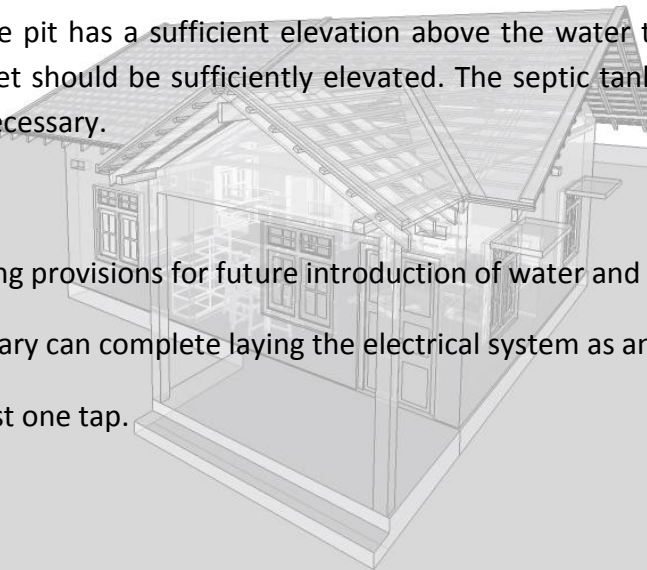 e pit has a sufficient elevation above the water t
et should be sufficiently elevated. The septic tank
ecessary.
ng provisions for future introduction of water and
ary can complete laying the electrical system as an
st one tap.